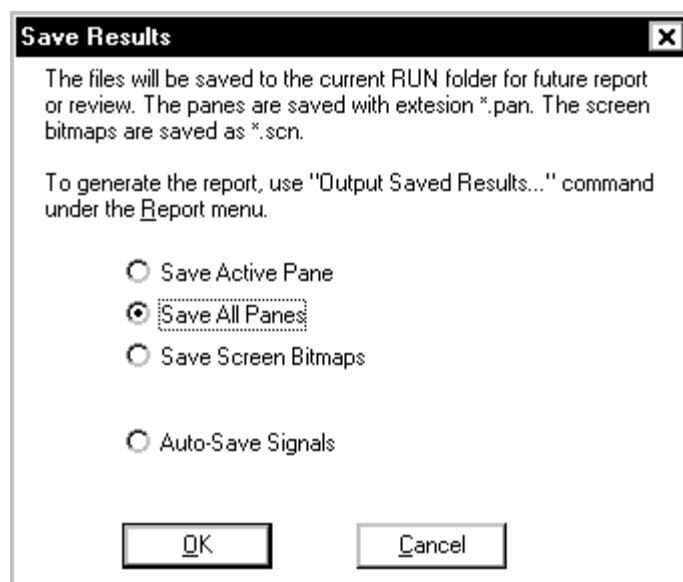 Save Results
The files will be saved to the current RUN folder for future report
or review. The panes are saved with extesion *.pan. The screen
bitmaps are saved as *.scn.
To generate the report, use "Output Saved Results..." command
under the Report menu.
Save Active Pane
Save All Panes
Save Screen Bitmaps
Auto-Save Signals
OK Cancel